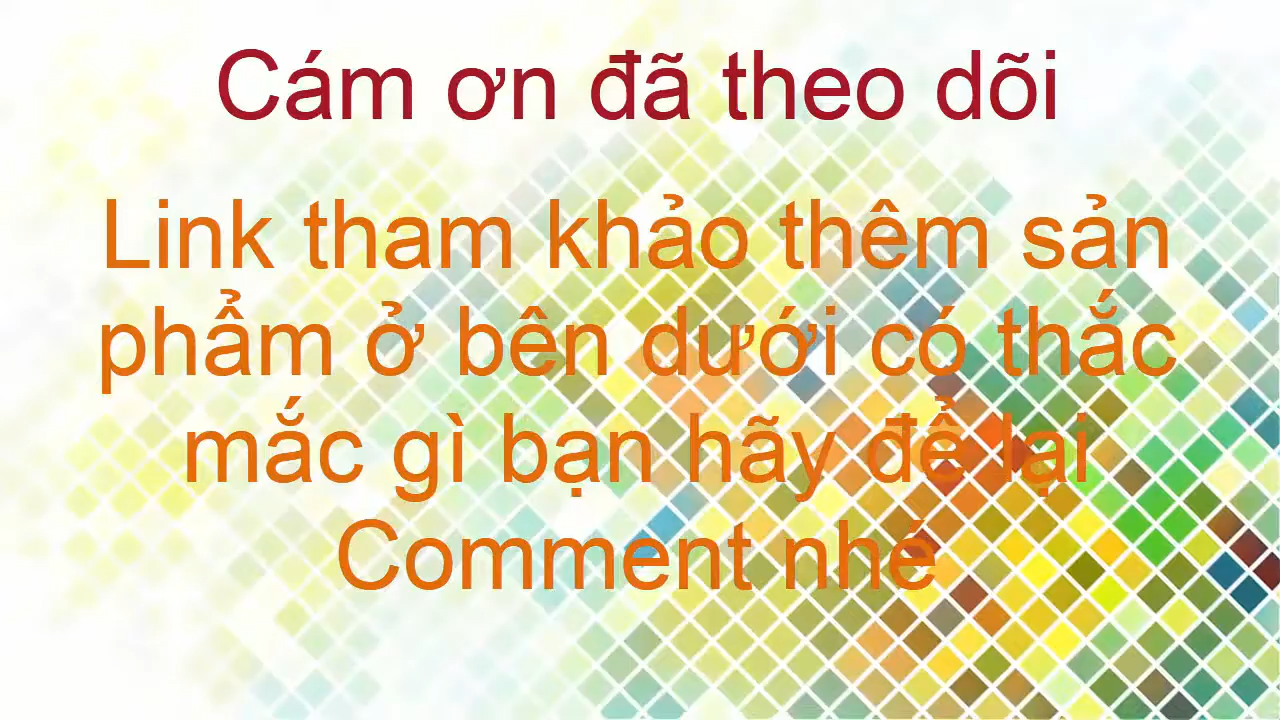 Cám ơn đã theo dõi
Link tham khảo thêm sản
phẩm ở bên dưới có thắc
mắc gì bạn hãy để lại
Comment nhé